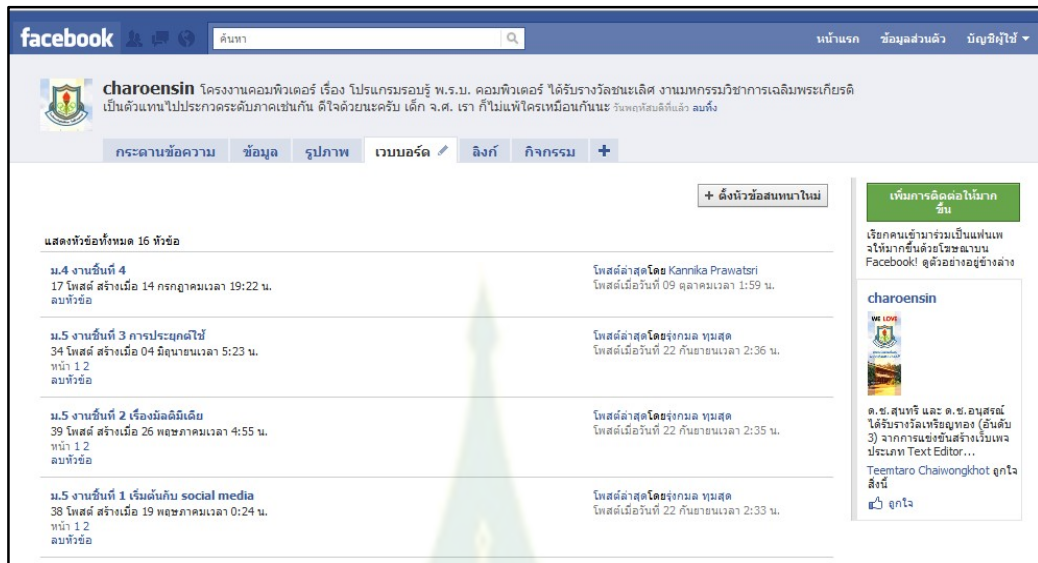 facebook
ค้นหา
หน้าแรก ข้อมูลส่วนตัว บัญชีผู้ใช้
charoensin โครงงานคอมพิวเตอร์ เรื่อง โปรแกรมรอบรู้ พ.ร.บ. คอมพิวเตอร์ ได้รับรางวัลชนะเลิศ งานมหกรรมวิชาการเฉลิมพระเกียรติ
เป็นตัวแทนไปประกวดระดับภาคเช่นกัน ดีใจด้วยนะครับ เด็ก จ.ศ. เรา ก็ไม่แพ้ใครเหมือนกันนะ วันพฤหัสบดีที่แล้ว ลบทิ้ง
กระดานข้อความ ข้อมูล รูปภาพ เวบบอร์ด ลิงก์ กิจกรรม +
+ ตั้งหัวข้อสนทนาใหม่
แสดงหัวข้อทั้งหมด 16 หัวข้อ
ม.4 งานชิ้นที่ 4
17 โพสต์ สร้างเมื่อ 14 กรกฎาคมเวลา 19:22 น.
ลบหัวข้อ
โพสต์ล่าสุดโดย Kannika Prawatsri
โพสต์เมื่อวันที่ 09 ตุลาคมเวลา 1:59 น.
ม.5 งานชิ้นที่ 3 การประยุกต์ใช้
34 โพสต์ สร้างเมื่อ 04 มิถุนายนเวลา 5:23 น.
หน้า 1 2
ลบหัวข้อ
โพสต์ล่าสุดโดยรุ่งกมล ทุมสุด
โพสต์เมื่อวันที่ 22 กันยายนเวลา 2:36 น.
ม.5 งานชิ้นที่ 2 เรื่องมัลติมีเดีย
39 โพสต์ สร้างเมื่อ 26 พฤษภาคมเวลา 4:55 น.
หน้า 1 2
ลบหัวข้อ
โพสต์ล่าสุดโดยรุ่งกมล ทุมสุด
โพสต์เมื่อวันที่ 22 กันยายนเวลา 2:35 น.
ม.5 งานชิ้นที่ 1 เริ่มต้นกับ social media
38 โพสต์ สร้างเมื่อ 19 พฤษภาคมเวลา 0:24 น.
หน้า 1 2
ลบหัวข้อ
โพสต์ล่าสุดโดยรุ่งกมล ทุมสุด
โพสต์เมื่อวันที่ 22 กันยายนเวลา 2:33 น.
เพิ่มการติดต่อให้มาก
ขึ้น
เรียกคนเข้ามาร่วมเป็นแฟนเพ
จให้มากขึ้นด้วยโฆษณาบน
Facebook! ดูตัวอย่างอยู่ข้างล่าง
charoensin
WE LOVE
ด.ช.สุนทรี และ ด.ช.อนุสรณ์
ได้รับรางวัลเหรียญทอง (อันดับ
3) จากการแข่งขันสร้างเว็บเพจ
ประเภท Text Editor...
Teemtaro Chaiwongkhot ถูกใจ
สิ่งนี้
ถูกใจ